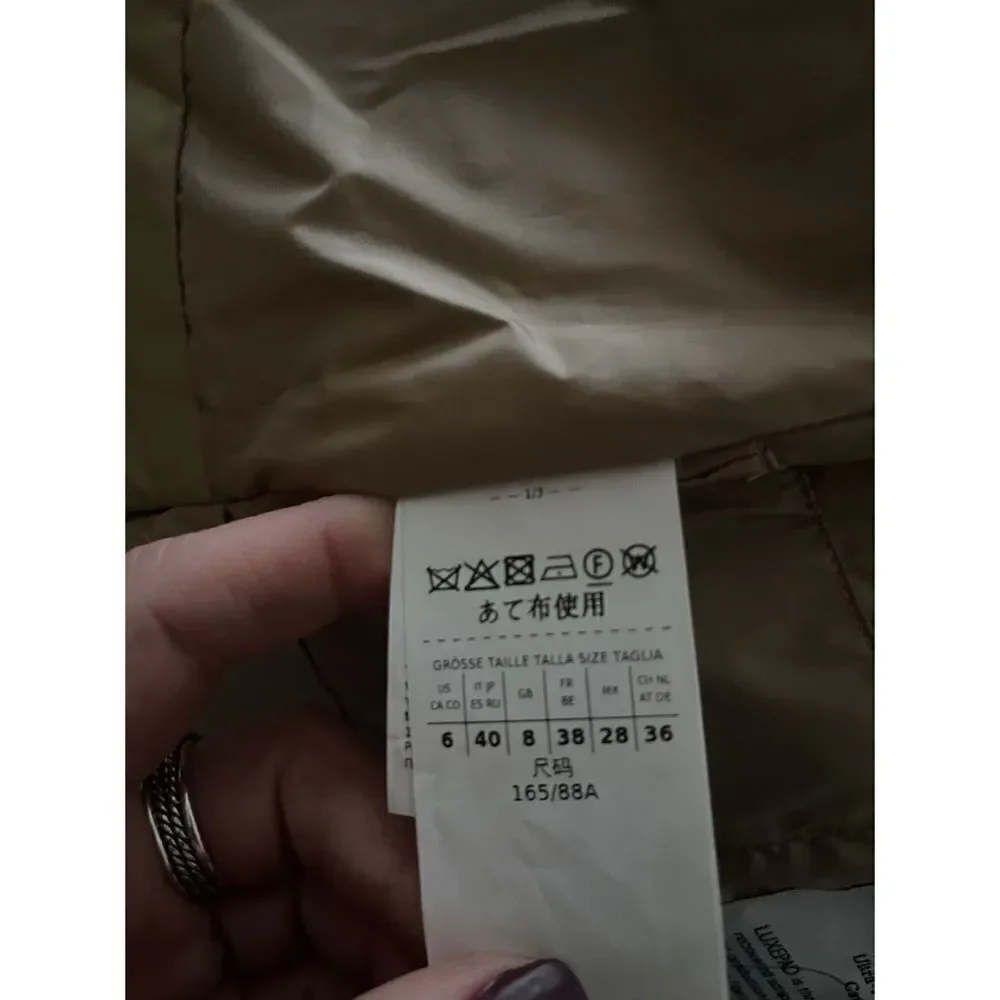 1/3
F W
あて布使用
GRÖSSE TAILLE TALLA SIZE TAGLIA
US IT JP GB FR MX CH NL
CA CO ES RU BE AT DE
6 40 8 38 28 36
尺码
165/88A
LUXEPAD is